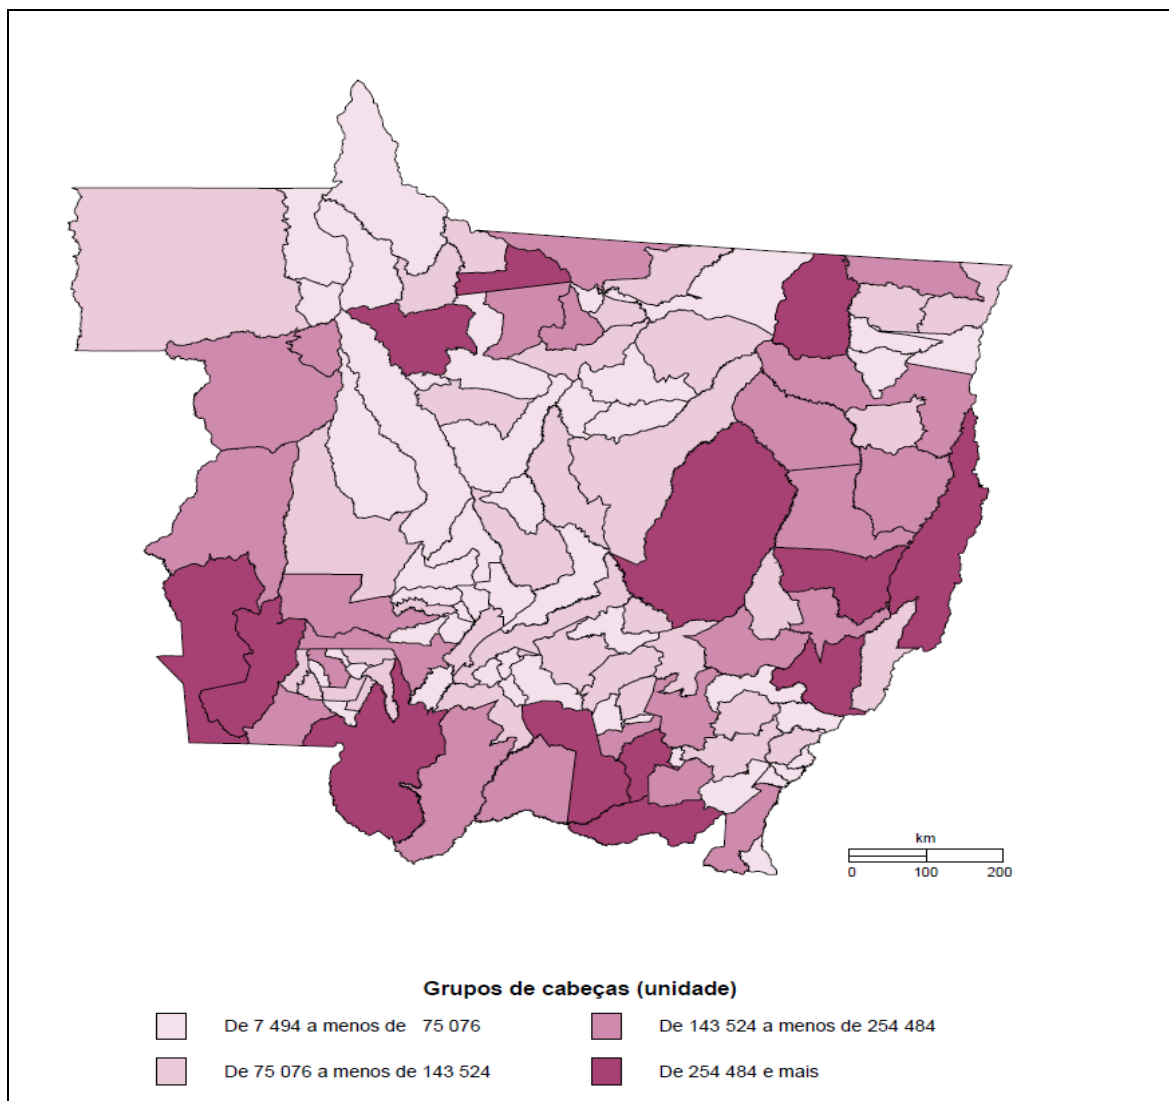 km
0 100 200
Grupos de cabeças (unidade)
De 7 494 a menos de 75 076
De 143 524 a menos de 254 484
De 75 076 a menos de 143 524
De 254 484 e mais